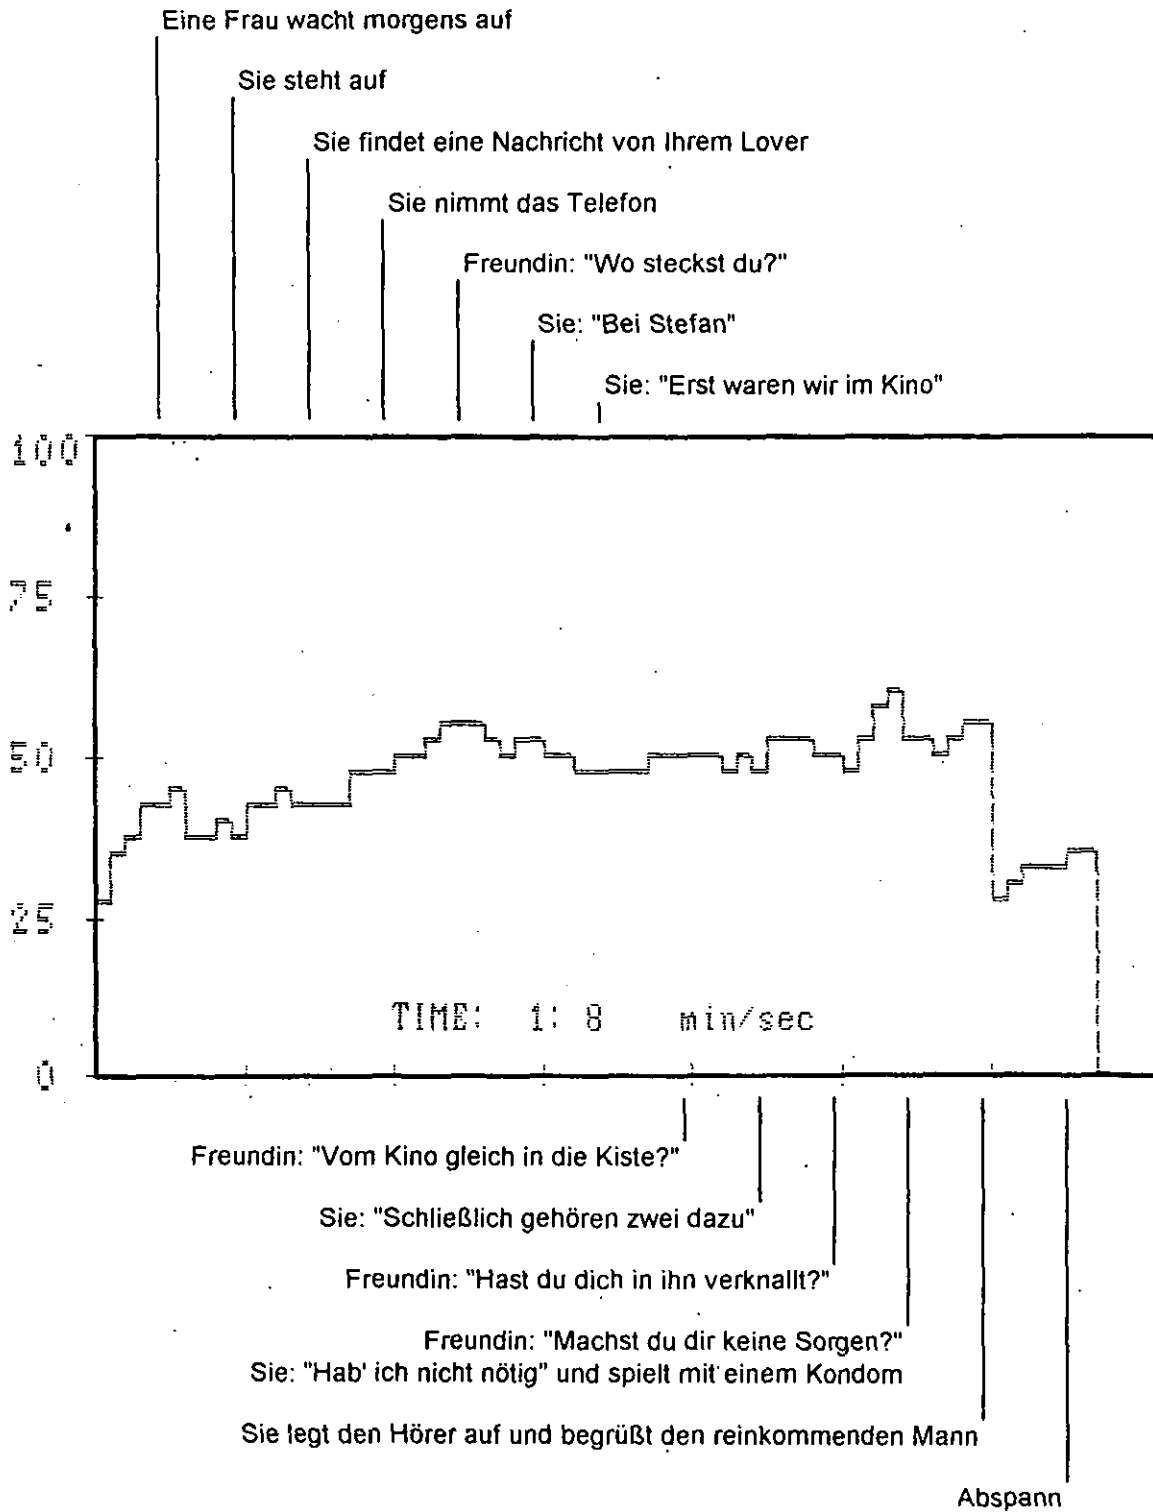 Eine Frau wacht morgens auf
Sie steht auf
Sie findet eine Nachricht von Ihrem Lover
Sie nimmt das Telefon
Freundin: "Wo steckst du?"
Sie: "Bei Stefan"
Sie: "Erst waren wir im Kino"
100
75
50
25
TIME: 1: 8 min/sec
0
Freundin: "Vom Kino gleich in die Kiste?"
Sie: "Schließlich gehören zwei dazu"
Freundin: "Hast du dich in ihn verknallt?"
Freundin: "Machst du dir keine Sorgen?"
Sie: "Hab' ich nicht nötig" und spielt mit einem Kondom
Sie legt den Hörer auf und begrüßt den reinkommenden Mann
Abspann